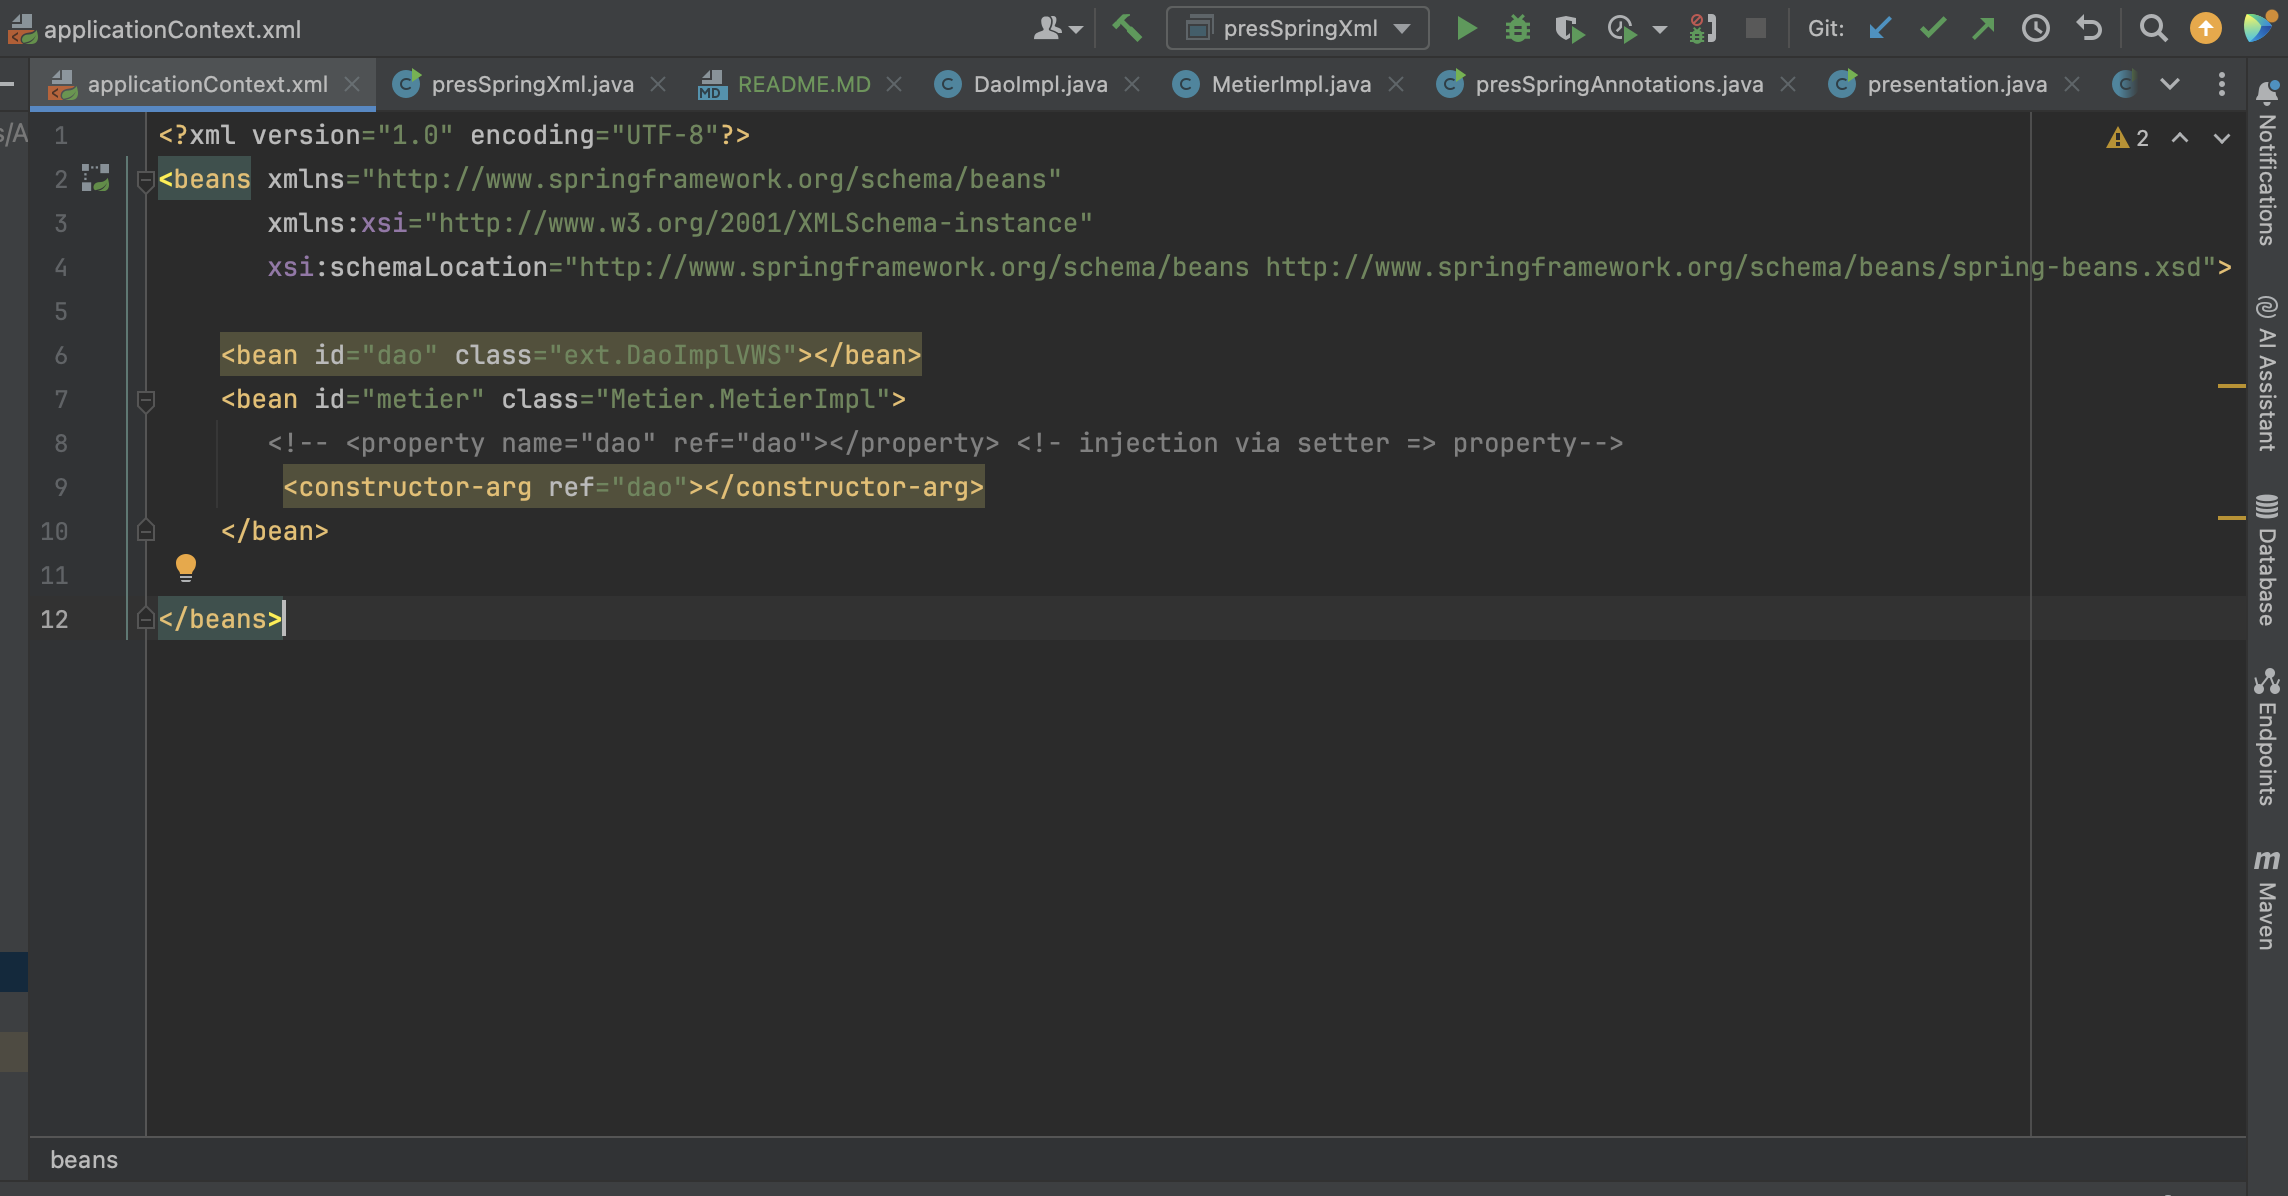 applicationContext.xml
presSpringXml
Git:
applicationContext.xml
presSpringXml.java
README.MD
DaoImpl.java
MetierImpl.java
presSpringAnnotations.java
presentation.java
s/A
2
1 <?xml version="1.0" encoding="UTF-8"?>
2 <beans xmlns="http://www.springframework.org/schema/beans"
3 xmlns:xsi="http://www.w3.org/2001/XMLSchema-instance"
4 xsi:schemaLocation="http://www.springframework.org/schema/beans http://www.springframework.org/schema/beans/spring-beans.xsd">
5
6 <bean id="dao" class="ext.DaoImplVWS"></bean>
7 <bean id="metier" class="Metier.MetierImpl">
8 <!-- <property name="dao" ref="dao"></property> <!- injection via setter => property-->
9 <constructor-arg ref="dao"></constructor-arg>
10 </bean>
11
12 </beans>
beans
Notifications
AI Assistant
Database
Endpoints
m Maven